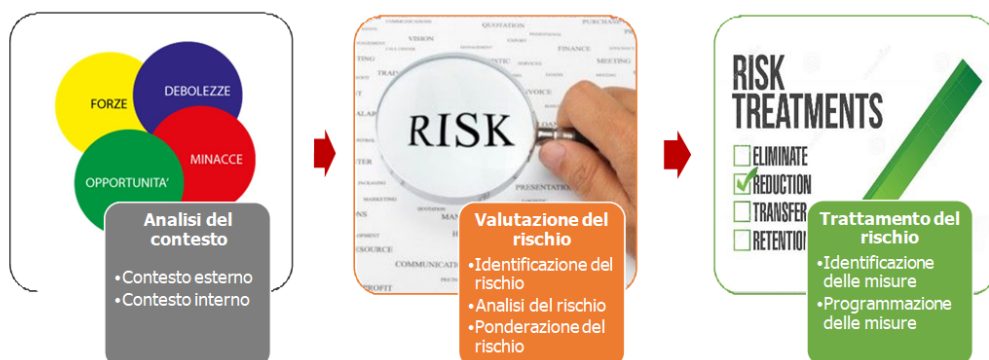 FORZE
DEBOLEZZE
MINACCE
OPPORTUNITA'
Analisi del
contesto
•Contesto esterno
•Contesto interno
QUOTATION
PURCHASE
VISION
FINANCE
MEETING
RISK
PRESENTATION
MARKETING
COMMUNICATI
PROFIT
Valutazione del
rischio
•Identificazione del
rischio
•Analisi del rischio
•Ponderazione del
rischio
RISK
TREATMENTS
ELIMINATE
REDUCTION
TRANSFER
RETENTION
Trattamento del
rischio
•Identificazione
delle misure
•Programmazione
delle misure